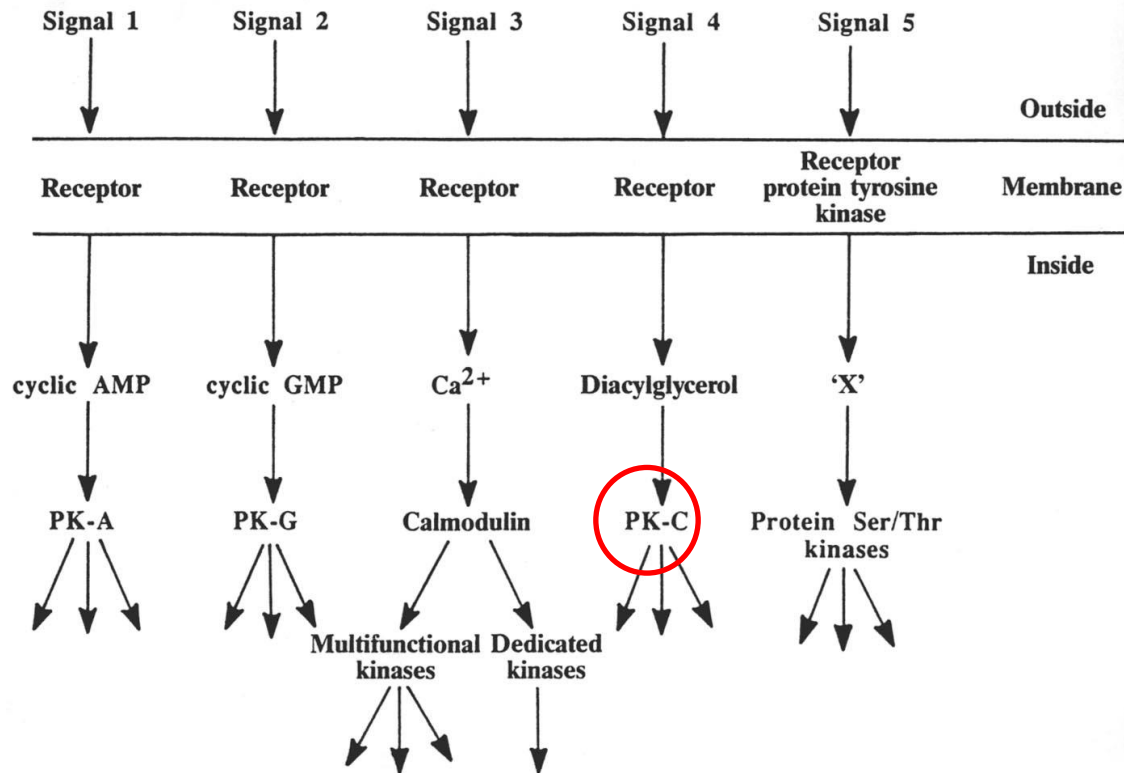 Signal 1 Signal 2 Signal 3 Signal 4 Signal 5
Outside
Receptor Receptor Receptor Receptor Receptor
protein tyrosine
kinase
Membrane
Inside
cyclic AMP cyclic GMP Ca²⁺ Diacylglycerol ‘X’
PK-A PK-G Calmodulin PK-C Protein Ser/Thr
kinases
Multifunctional
kinases
Dedicated
kinases